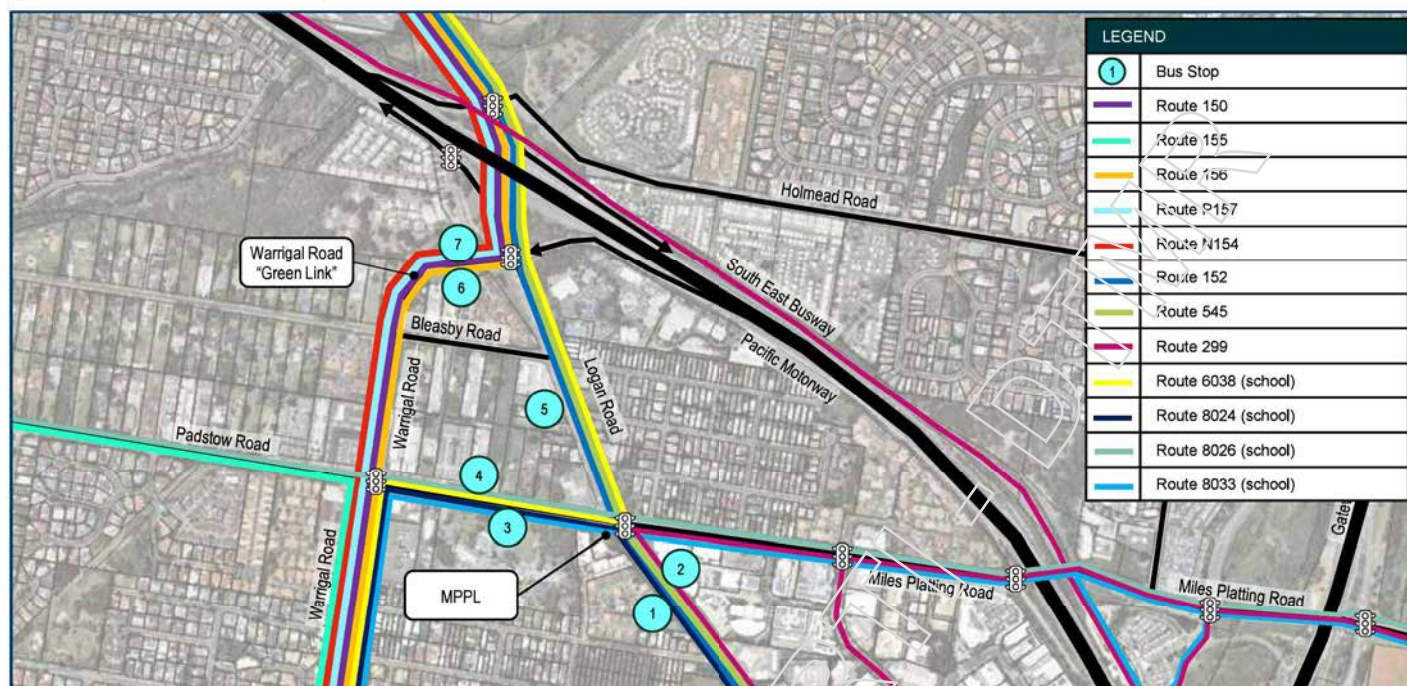 LEGEND
1
Bus Stop
Route 150
Route 155
Route 156
Route P157
Route N154
Route 152
Route 545
Route 299
Route 6038 (school)
Route 8024 (school)
Route 8026 (school)
Route 8033 (school)
Holmead Road
Warrigal Road
"Green Link"
7
6
South East Busway
Bleasby Road
Pacific Motorway
Logan Road
Warrigal Road
5
Padstow Road
4
3
Warrigal Road
MPPL
2
1
Miles Platting Road
Miles Platting Road